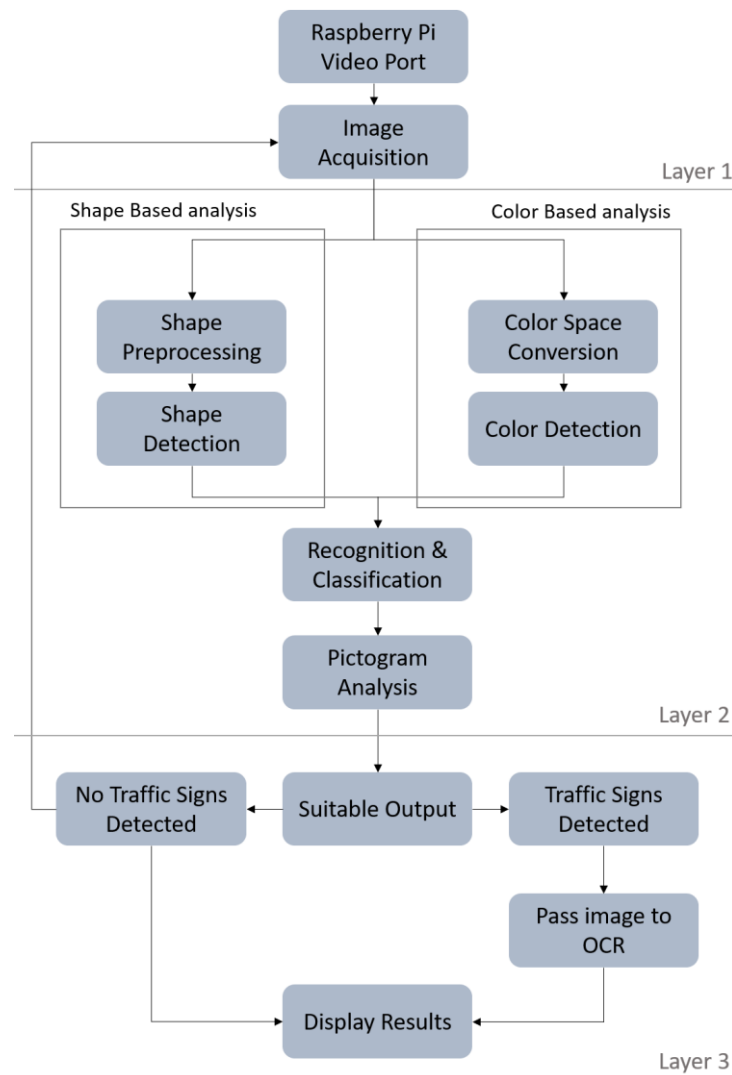 Raspberry Pi
Video Port
Image
Acquisition
Layer 1
Shape Based analysis
Color Based analysis
Shape
Preprocessing
Color Space
Conversion
Shape
Detection
Color Detection
Recognition &
Classification
Pictogram
Analysis
Layer 2
No Traffic Signs
Detected
Suitable Output
Traffic Signs
Detected
Pass image to
OCR
Display Results
Layer 3